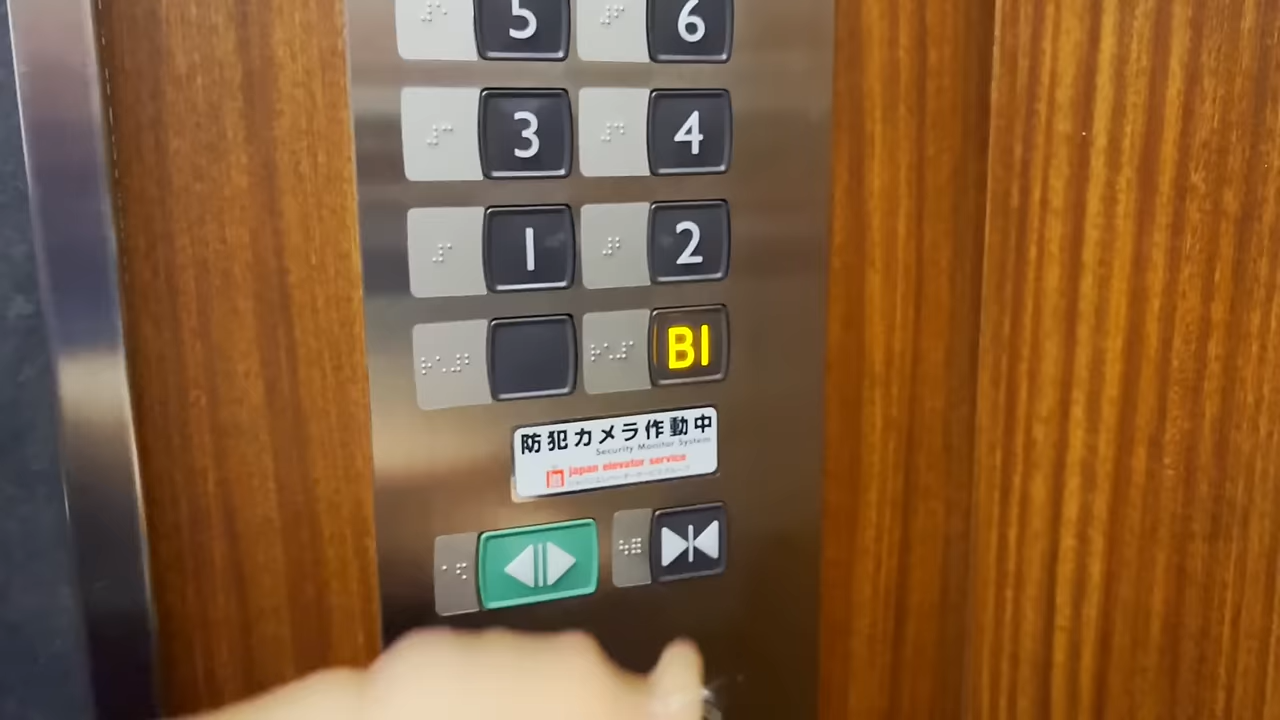 5 6
3 4
1 2
B1
防犯カメラ作動中
Security Monitor System
japan elevator service